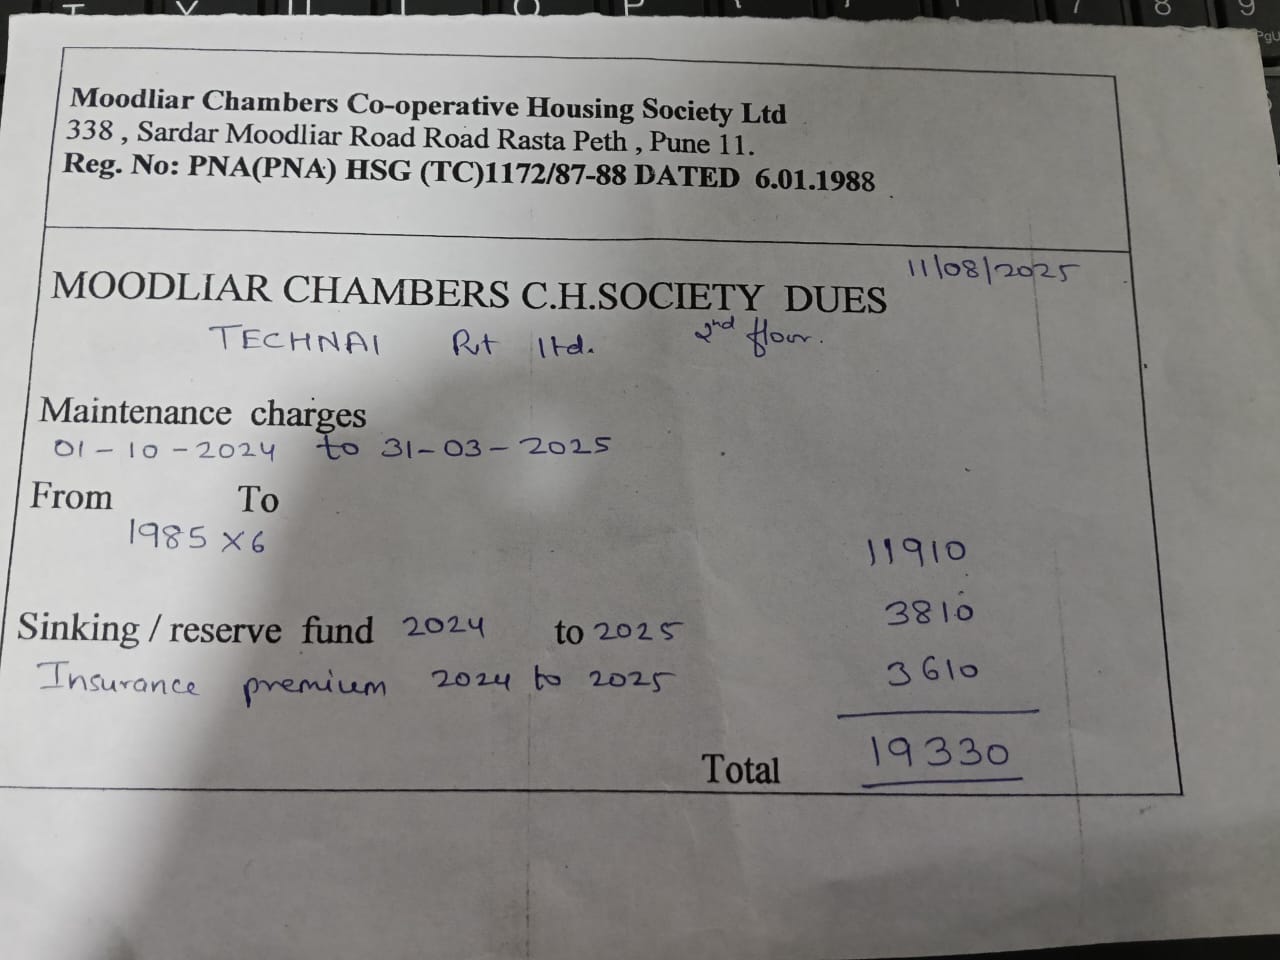 Moodliar Chambers Co-operative Housing Society Ltd
338 , Sardar Moodliar Road Road Rasta Peth , Pune 11.
Reg. No: PNA(PNA) HSG (TC)1172/87-88 DATED 6.01.1988
11/08/2025
MOODLIAR CHAMBERS C.H.SOCIETY DUES
TECHNAI Pvt ltd. 2nd floor.
Maintenance charges
01-10-2024 to 31-03-2025
From To
1985 x 6 11910
Sinking / reserve fund 2024 to 2025 3810
Insurance premium 2024 to 2025 3610
Total 19330